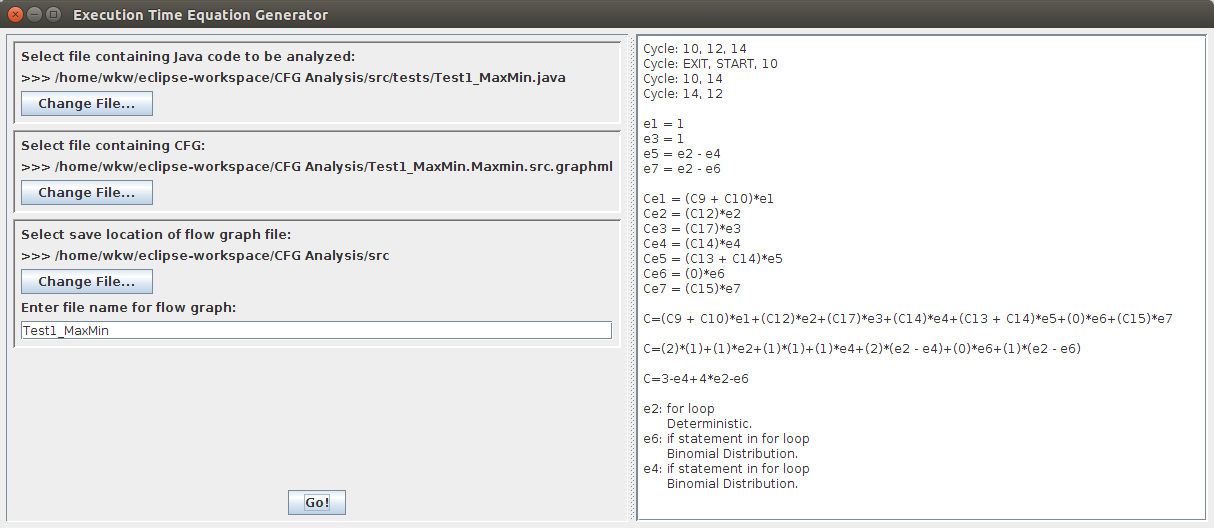 Execution Time Equation Generator
Select file containing Java code to be analyzed:
>>> /home/wkw/eclipse-workspace/CFG Analysis/src/tests/Test1_MaxMin.java
Change File...
Select file containing CFG:
>>> /home/wkw/eclipse-workspace/CFG Analysis/Test1_MaxMin.Maxmin.src.graphml
Change File...
Select save location of flow graph file:
>>> /home/wkw/eclipse-workspace/CFG Analysis/src
Change File...
Enter file name for flow graph:
Test1_MaxMin
Go!
Cycle: 10, 12, 14
Cycle: EXIT, START, 10
Cycle: 10, 14
Cycle: 14, 12
e1 = 1
e3 = 1
e5 = e2 - e4
e7 = e2 - e6
Ce1 = (C9 + C10)*e1
Ce2 = (C12)*e2
Ce3 = (C17)*e3
Ce4 = (C14)*e4
Ce5 = (C13 + C14)*e5
Ce6 = (0)*e6
Ce7 = (C15)*e7
C=(C9 + C10)*e1+(C12)*e2+(C17)*e3+(C14)*e4+(C13 + C14)*e5+(0)*e6+(C15)*e7
C=(2)*(1)+(1)*e2+(1)*(1)+(1)*e4+(2)*(e2 - e4)+(0)*e6+(1)*(e2 - e6)
C=3-e4+4*e2-e6
e2: for loop
Deterministic.
e6: if statement in for loop
Binomial Distribution.
e4: if statement in for loop
Binomial Distribution.